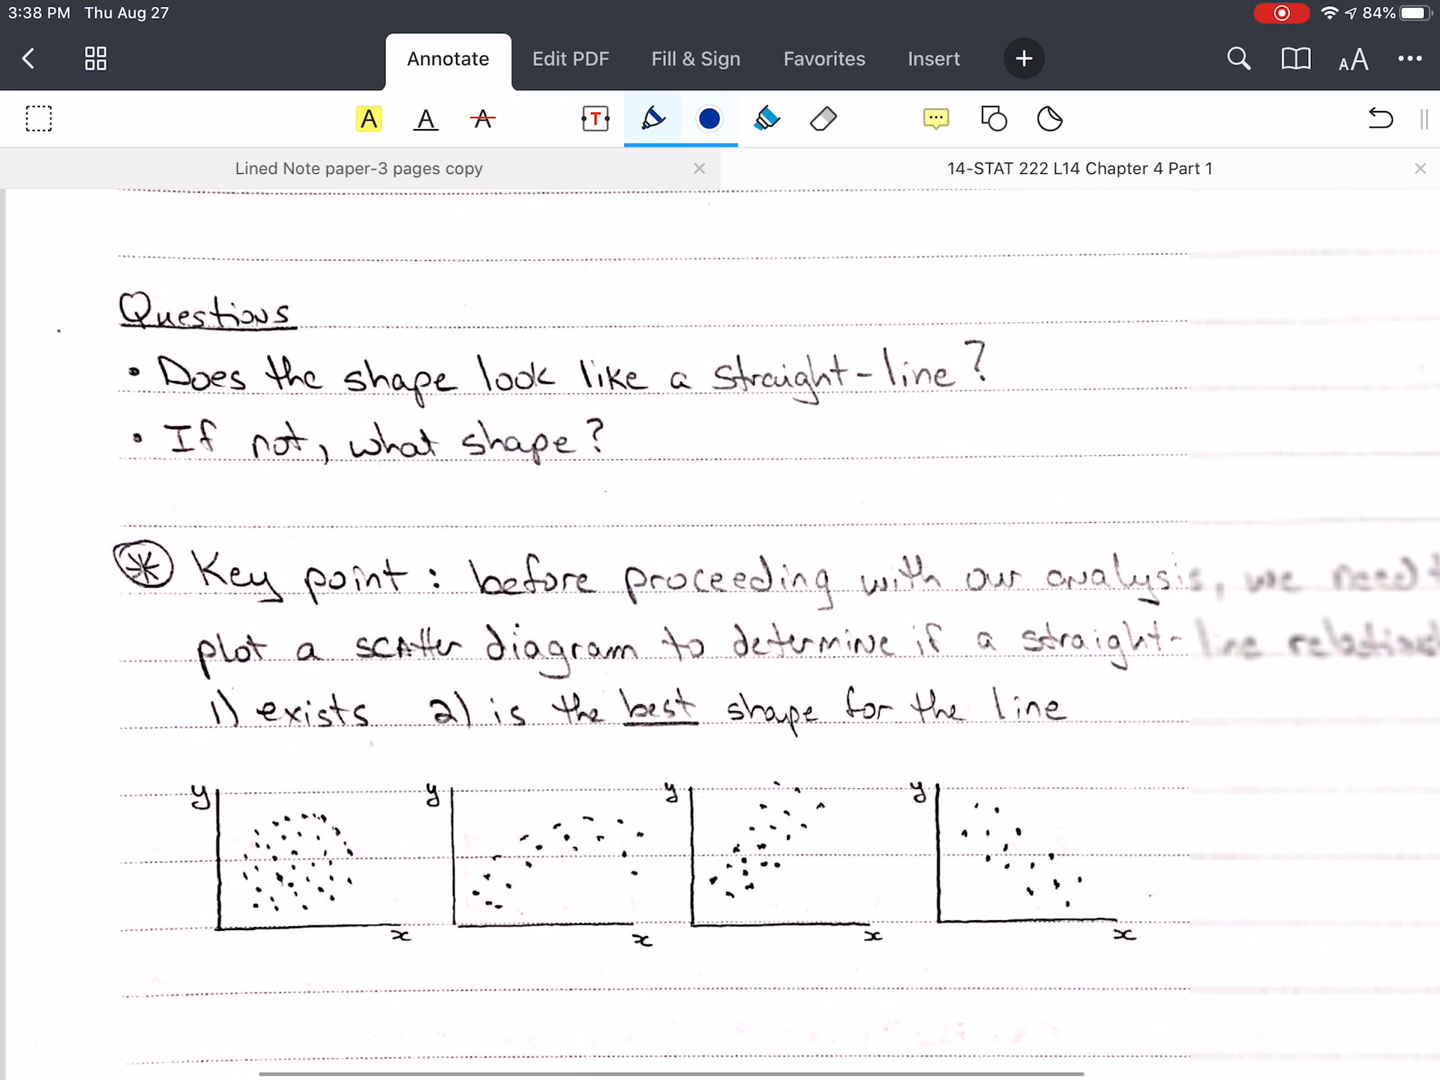 3:38 PM Thu Aug 27
84%
Annotate Edit PDF Fill & Sign Favorites Insert
A A A T AA
Lined Note paper-3 pages copy
14-STAT 222 L14 Chapter 4 Part 1
Questions
• Does the shape look like a straight-line?
• If not, what shape?
* Key point: before proceeding with our analysis, we need
plot a scatter diagram to determine if a straight-line
1) exists 2) is the best shape for the line
y y y y
x x x x